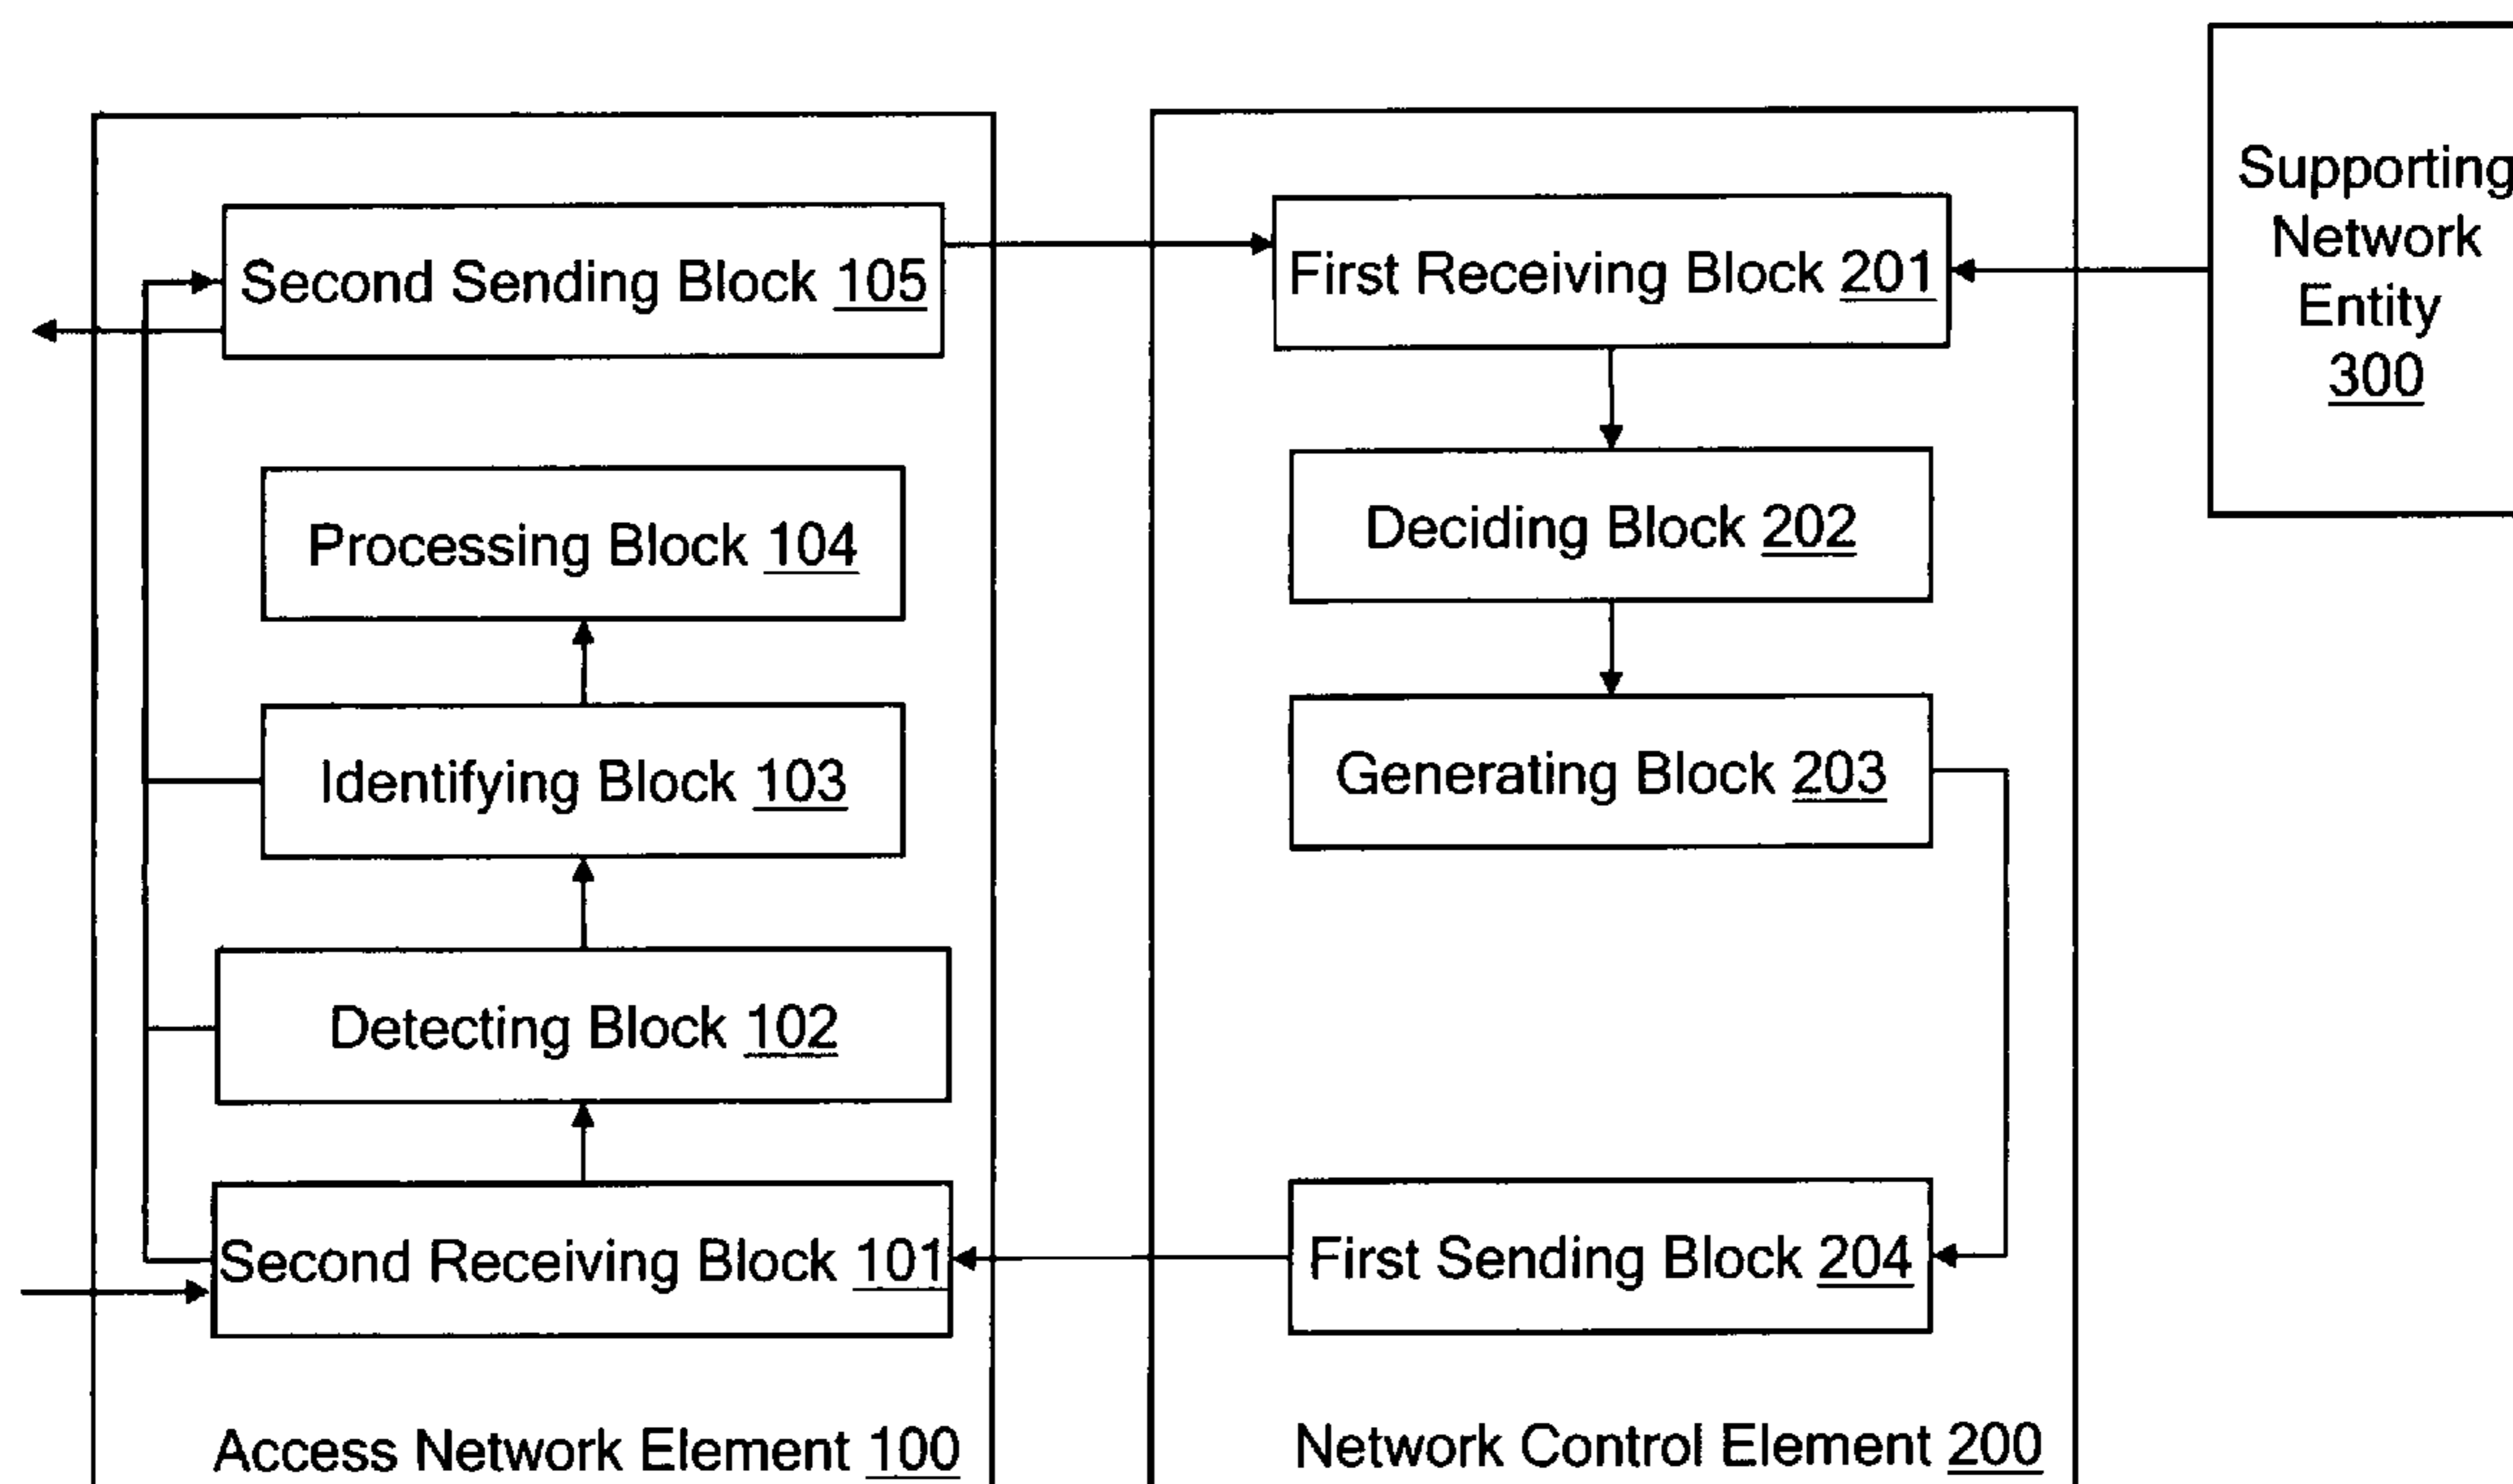 Second Sending Block 105
Processing Block 104
Identifying Block 103
Detecting Block 102
Second Receiving Block 101
Access Network Element 100
First Receiving Block 201
Deciding Block 202
Generating Block 203
First Sending Block 204
Network Control Element 200
Supporting
Network
Entity
300